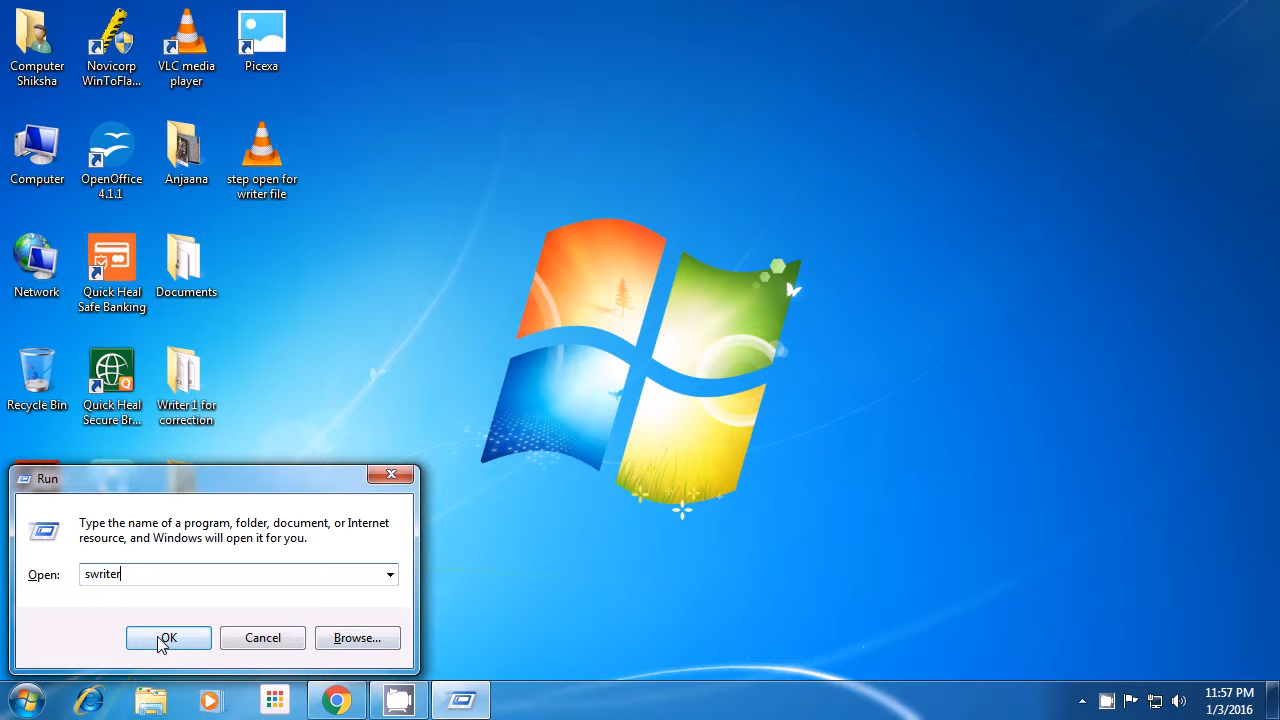 Computer
Shiksha
Novicorp
WinToFla...
VLC media
player
Picexa
Computer
OpenOffice
4.1.1
Anjaana
step open for
writer file
Network
Quick Heal
Safe Banking
Documents
Recycle Bin
Quick Heal
Secure Br...
Writer 1 for
correction
Run
Type the name of a program, folder, document, or Internet
resource, and Windows will open it for you.
Open:
swriter
OK
Cancel
Browse...
11:57 PM
1/3/2016